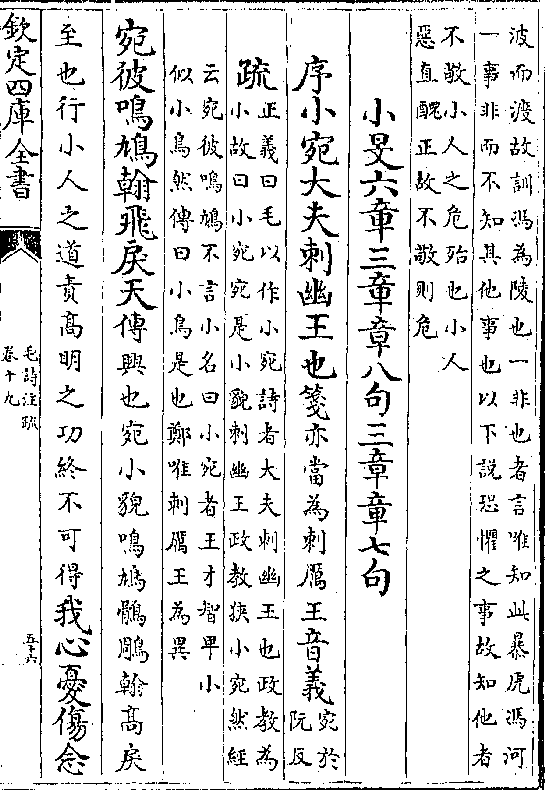 波而渡故訓馮為陵也一非也者言唯知此暴虎馮河
一事非而不知其他事也以下說恐懼之事故知他者
不敬小人之危殆也小人
惡直醜正故不敬則危
小旻六章三章章八句三章章七句
序小宛大夫刺幽王也箋亦當為刺厲王音義宛於
阮反
疏正義曰毛以作小宛詩者大夫刺幽王也政教為
小故曰小宛宛是小貌刺幽王政教狹小宛然經
云宛彼鳴鳩不言小名曰小宛者王才智卑小
似小鳥然傳曰小鳥是也鄭唯刺厲王為異
宛彼鳴鳩翰飛戾天傳興也宛小貌鳴鳩鶻鵰翰髙戾
至也行小人之道責髙明之功終不可得我心憂傷念
欽定四庫全書
毛詩注疏
卷十九
五十六